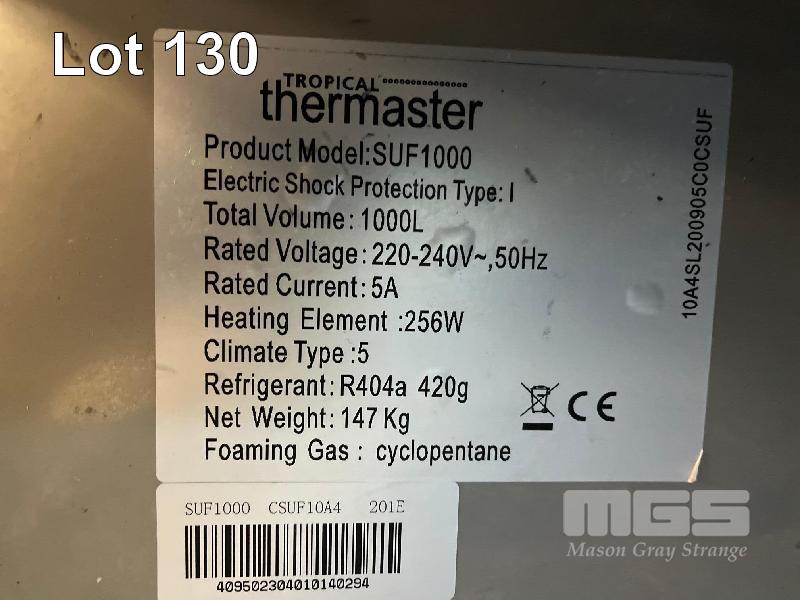 Lot 130
TROPICAL
thermaster
Product Model:SUF1000
Electric Shock Protection Type: I
Total Volume: 1000L
Rated Voltage: 220-240V~,50Hz
Rated Current: 5A
Heating Element :256W
Climate Type :5
Refrigerant: R404a 420g
Net Weight: 147 Kg
Foaming Gas : cyclopentane
CE
10A4SL200905C0CSUF
SUF1000 CSUF10A4 201E
409502304010140294
MGS
Mason Gray Strange